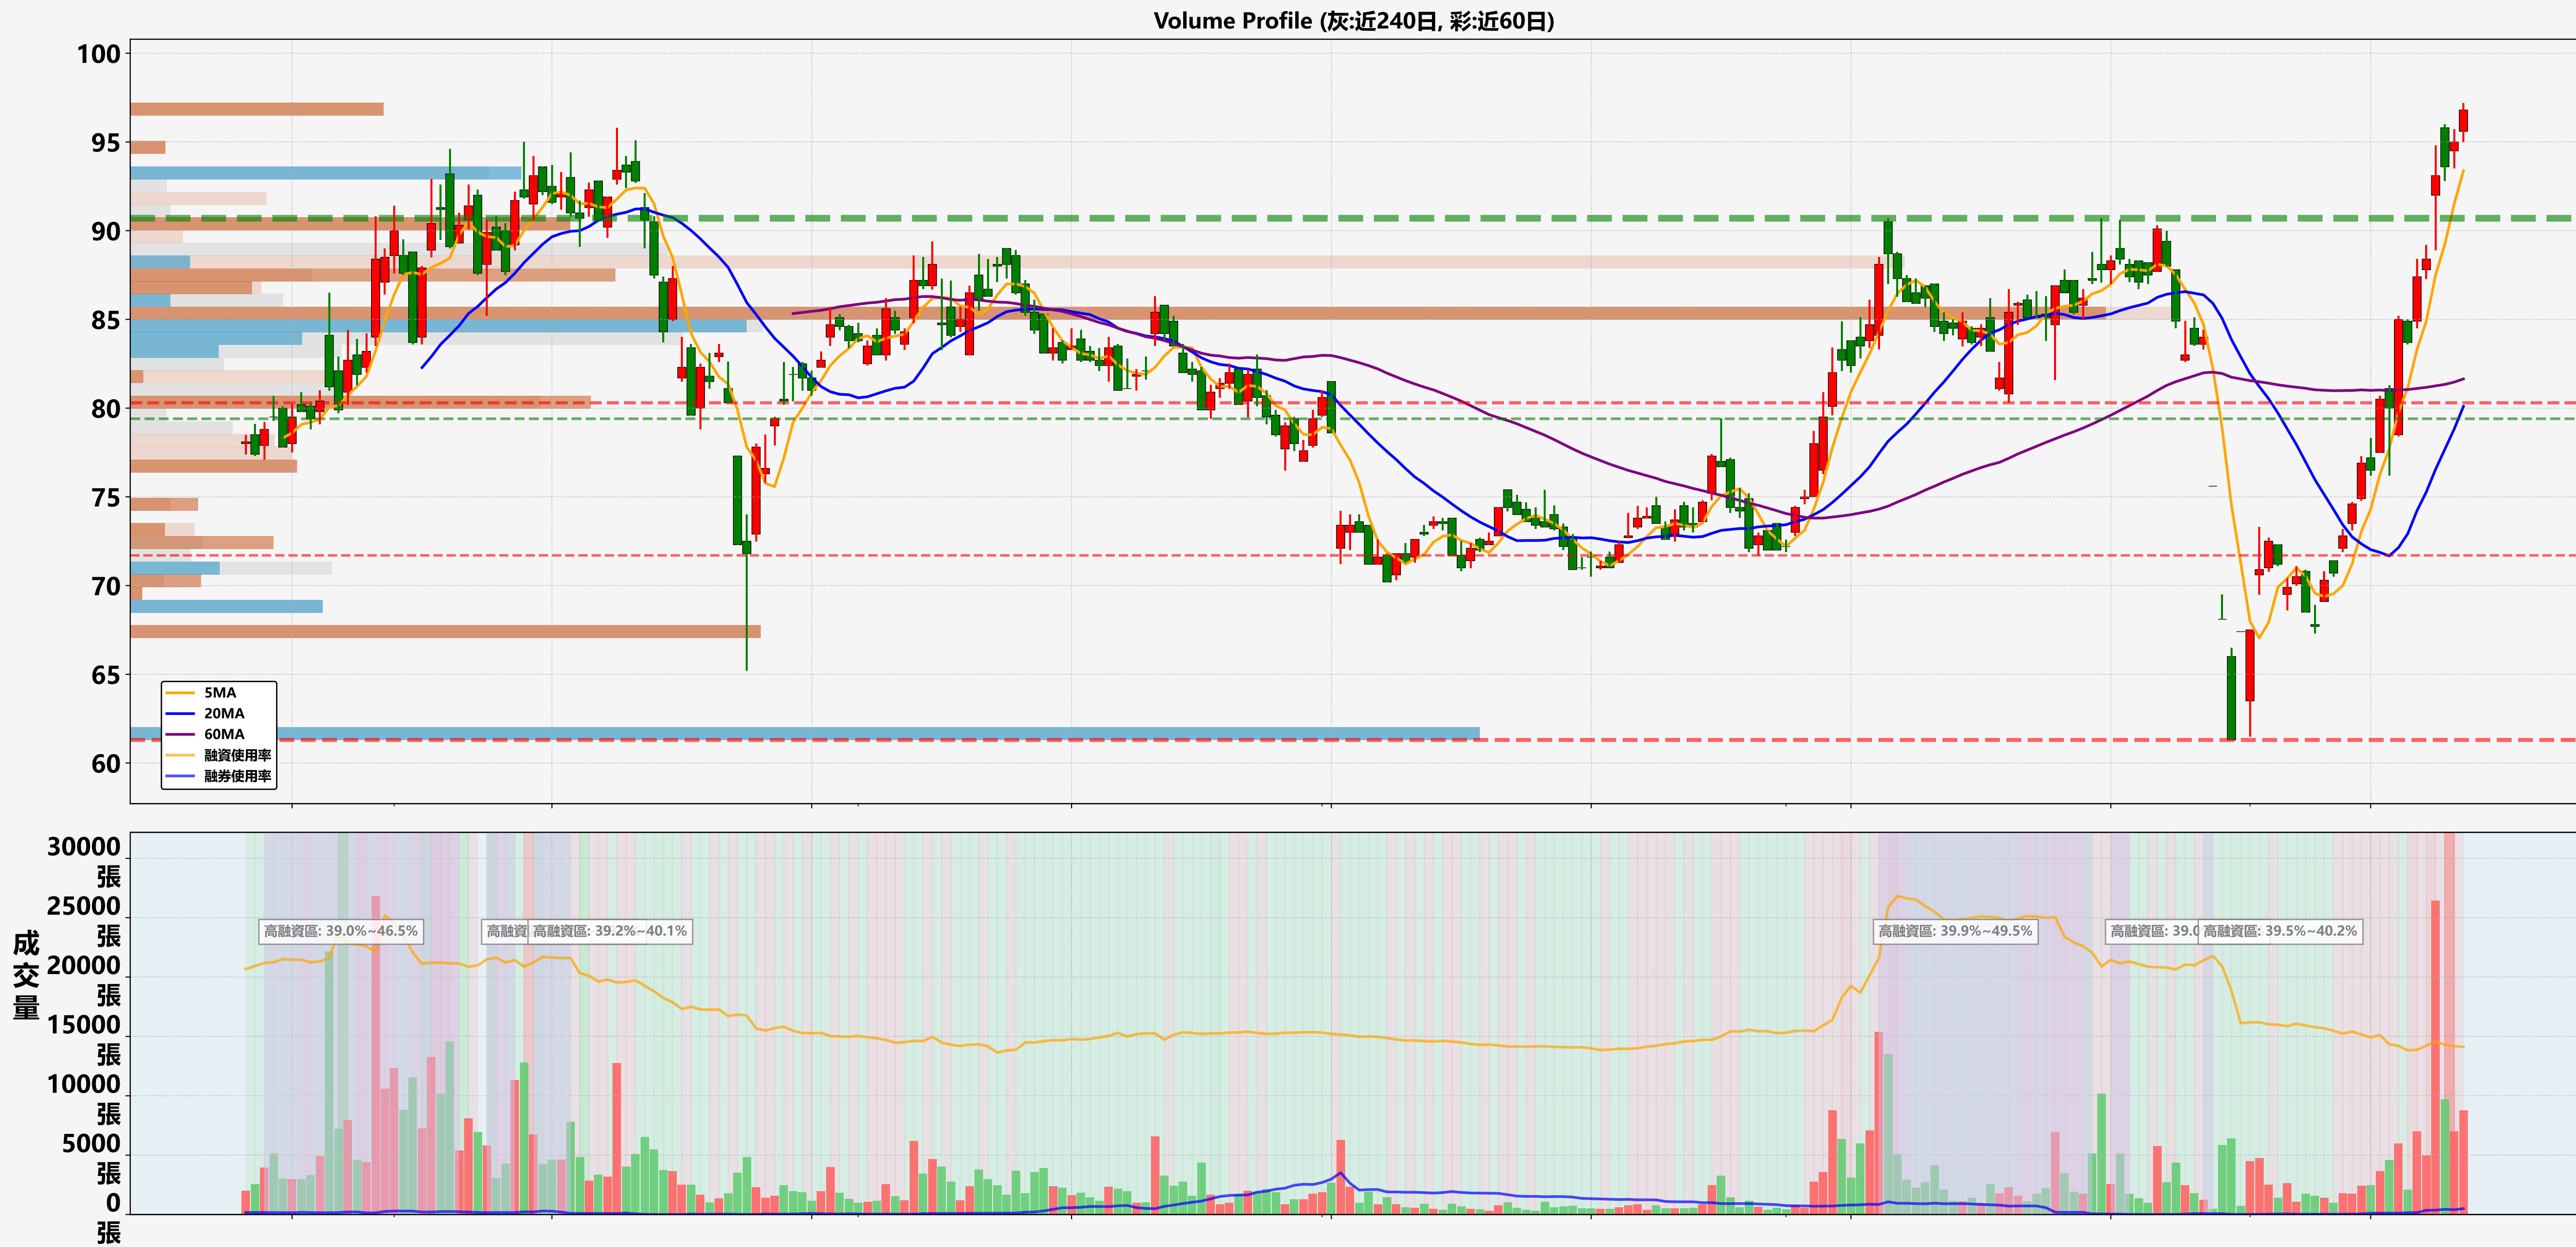 Volume Profile (灰:近240日, 彩:近60日)
100
95
90
85
80
75
70
65
60
5MA
20MA
60MA
融資使用率
融券使用率
成交量
30000
張
25000
張
20000
張
15000
張
10000
張
5000
張
0
張
高融資區: 39.0%~46.5%
高融資
高融資區: 39.2%~40.1%
高融資區: 39.9%~49.5%
高融資區: 39.0
高融資區: 39.5%~40.2%